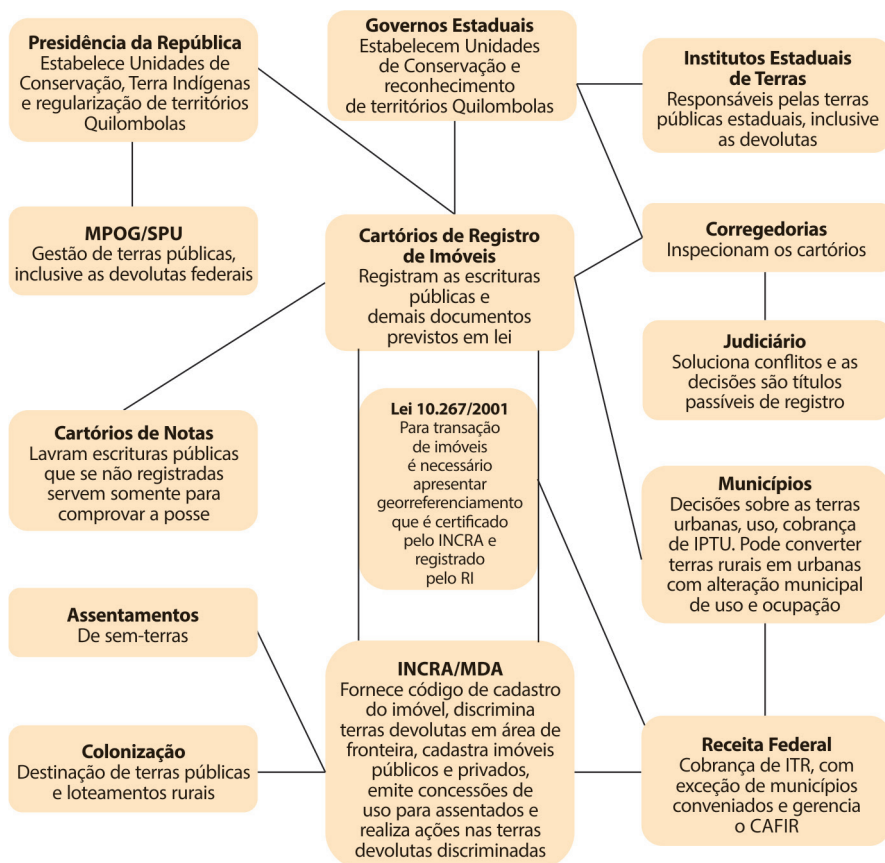 Presidência da República
Estabelece Unidades de
Conservação, Terra Indígenas
e regularização de territórios
Quilombolas
Governos Estaduais
Estabelecem Unidades
de Conservação e
reconhecimento
de territórios Quilombolas
Institutos Estaduais
de Terras
Responsáveis pelas terras
públicas estaduais, inclusive
as devolutas
MPOG/SPU
Gestão de terras públicas,
inclusive as devolutas federais
Cartórios de Registro
de Imóveis
Registram as escrituras
públicas e
demais documentos
previstos em lei
Corregedorias
Inspecionam os cartórios
Judiciário
Soluciona conflitos e as
decisões são títulos
passíveis de registro
Cartórios de Notas
Lavram escrituras públicas
que se não registradas
servem somente para
comprovar a posse
Lei 10.267/2001
Para transação
de imóveis
é necessário
apresentar
georreferenciamento
que é certificado
pelo INCRA e
registrado
pelo RI
Municípios
Decisões sobre as terras
urbanas, uso, cobrança
de IPTU. Pode converter
terras rurais em urbanas
com alteração municipal
de uso e ocupação
Assentamentos
De sem-terras
Colonização
Destinação de terras públicas
e loteamentos rurais
INCRA/MDA
Fornece código de cadastro
do imóvel, discrimina
terras devolutas em área de
fronteira, cadastra imóveis
públicos e privados,
emite concessões de
uso para assentados e
realiza ações nas terras
devolutas discriminadas
Receita Federal
Cobrança de ITR, com
exceção de municípios
conveniados e gerencia
o CAFIR